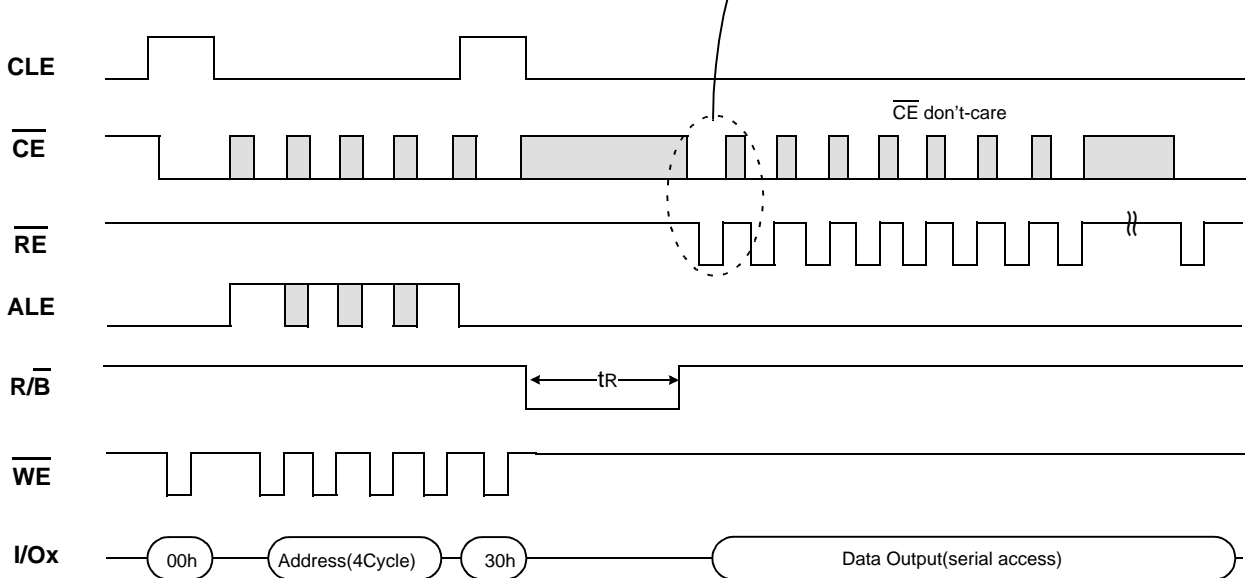 CLE
CE don't-care
CE
RE
ALE
R/B
tR
WE
I/Ox
00h
Address(4Cycle)
30h
Data Output(serial access)